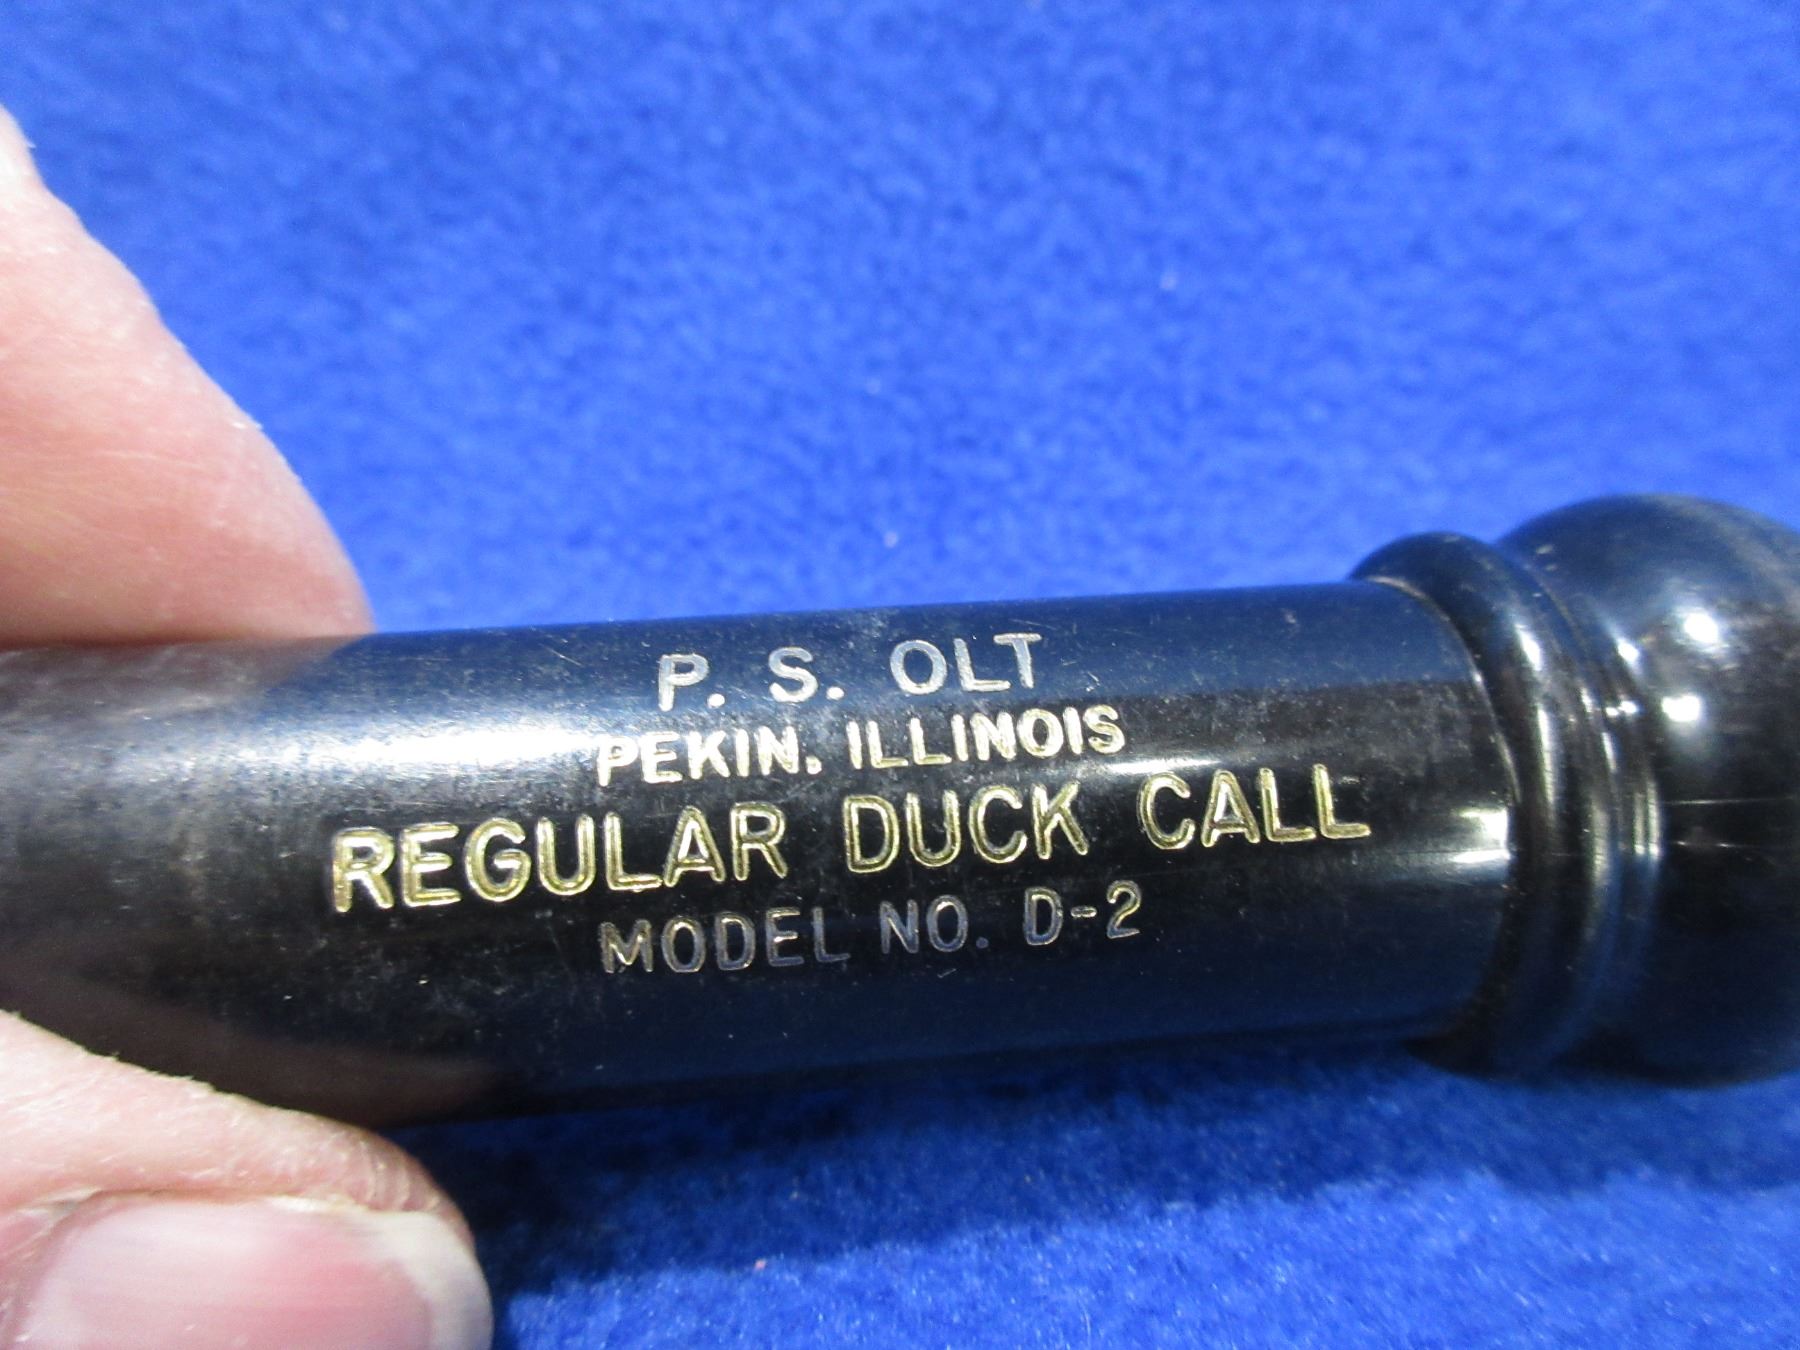 P. S. OLT
PEKIN. ILLINOIS
REGULAR DUCK CALL
MODEL NO. D-2